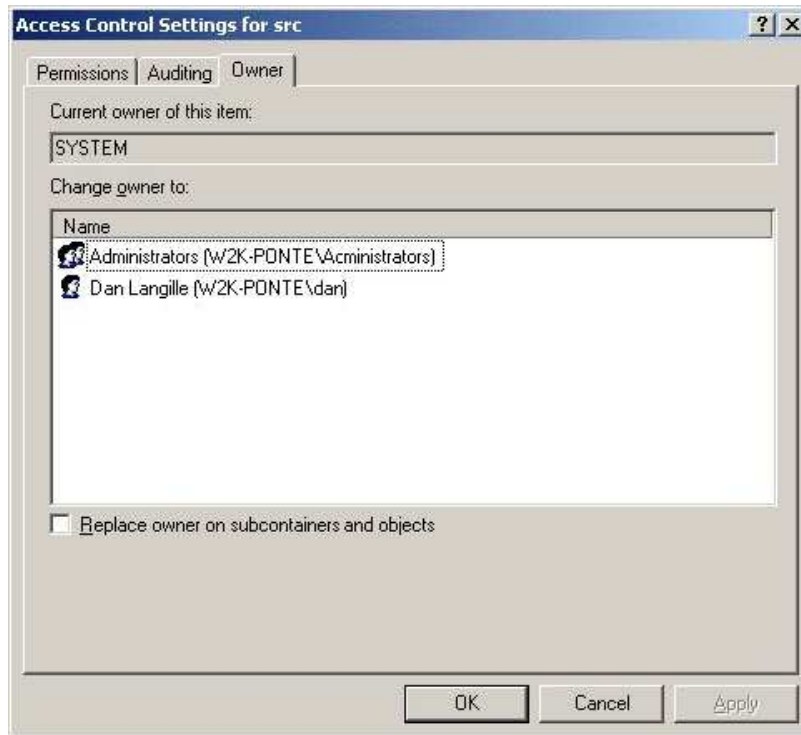 Access Control Settings for src
Permissions Auditing Owner
Current owner of this item:
SYSTEM
Change owner to:
Name
Administrators (W2K-PONTE\Acministrators)
Dan Langille (W2K-PONTE\dan)
Replace owner on subcontainers and objects
OK Cancel Apply